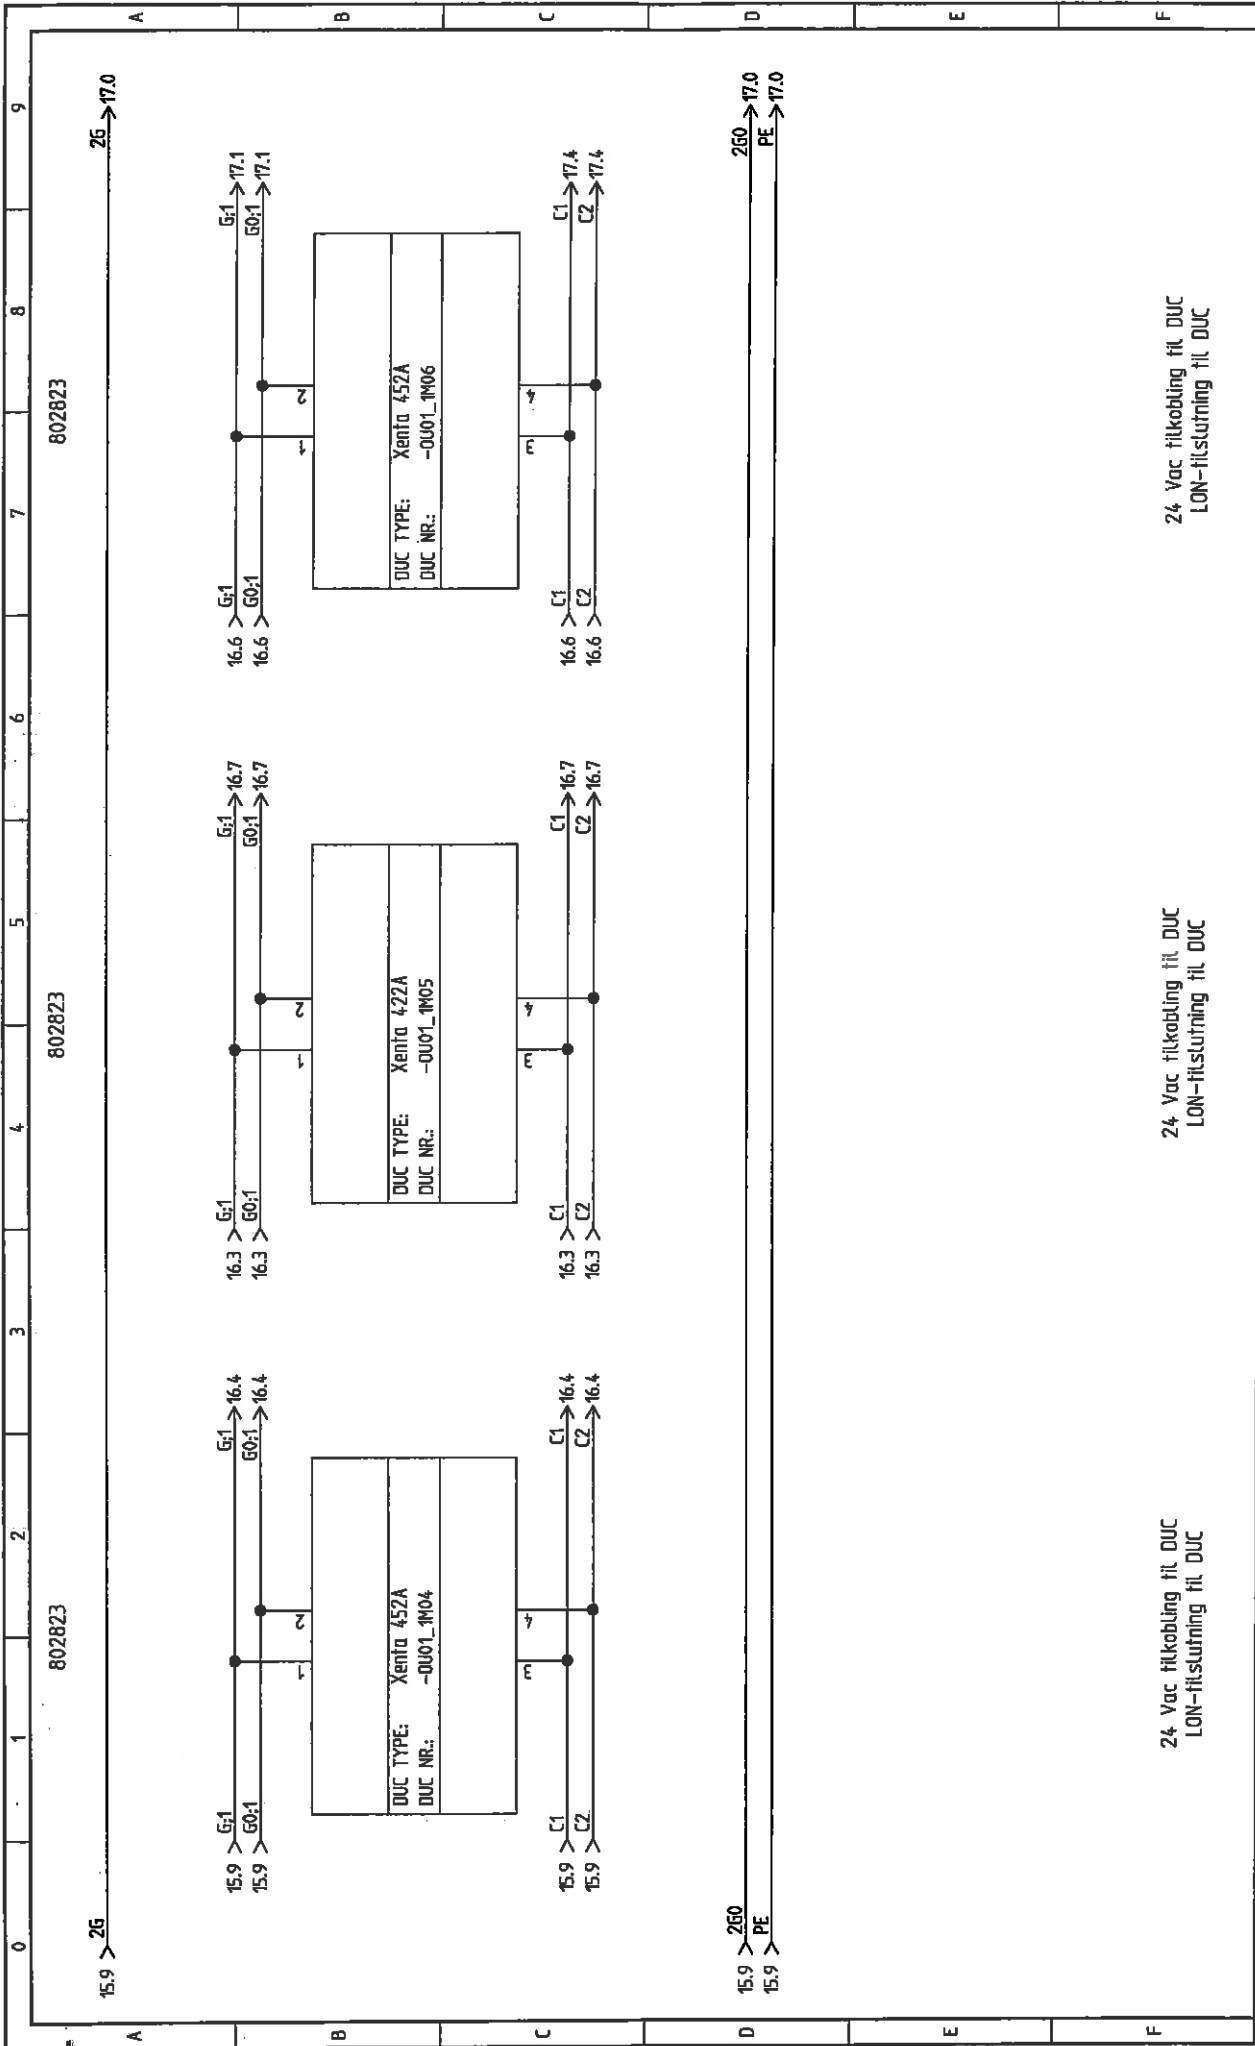 0 1 2 3 4 5 6 7 8 9
802823 802823 802823
A A
15.9 2G 2G 17.0
B B
15.9 G:1 G:1 16.4 16.3 G:1 G:1 16.7 16.6 G:1 G:1 17.1
15.9 G0:1 G0:1 16.4 16.3 G0:1 G0:1 16.7 16.6 G0:1 G0:1 17.1
1 2 1 2 1 2
DUC TYPE: Xenta 452A DUC TYPE: Xenta 422A DUC TYPE: Xenta 452A
DUC NR.: -OU01_1M04 DUC NR.: -OU01_1M05 DUC NR.: -OU01_1M06
3 4 3 4 3 4
C C
15.9 C1 C1 16.4 16.3 C1 C1 16.7 16.6 C1 C1 17.4
15.9 C2 C2 16.4 16.3 C2 C2 16.7 16.6 C2 C2 17.4
D D
15.9 2G0 2G0 17.0
15.9 PE PE 17.0
E E
F F
24 Vac tilkobling til DUC 24 Vac tilkobling til DUC 24 Vac tilkobling til DUC
LON-tilslutning til DUC LON-tilslutning til DUC LON-tilslutning til DUC